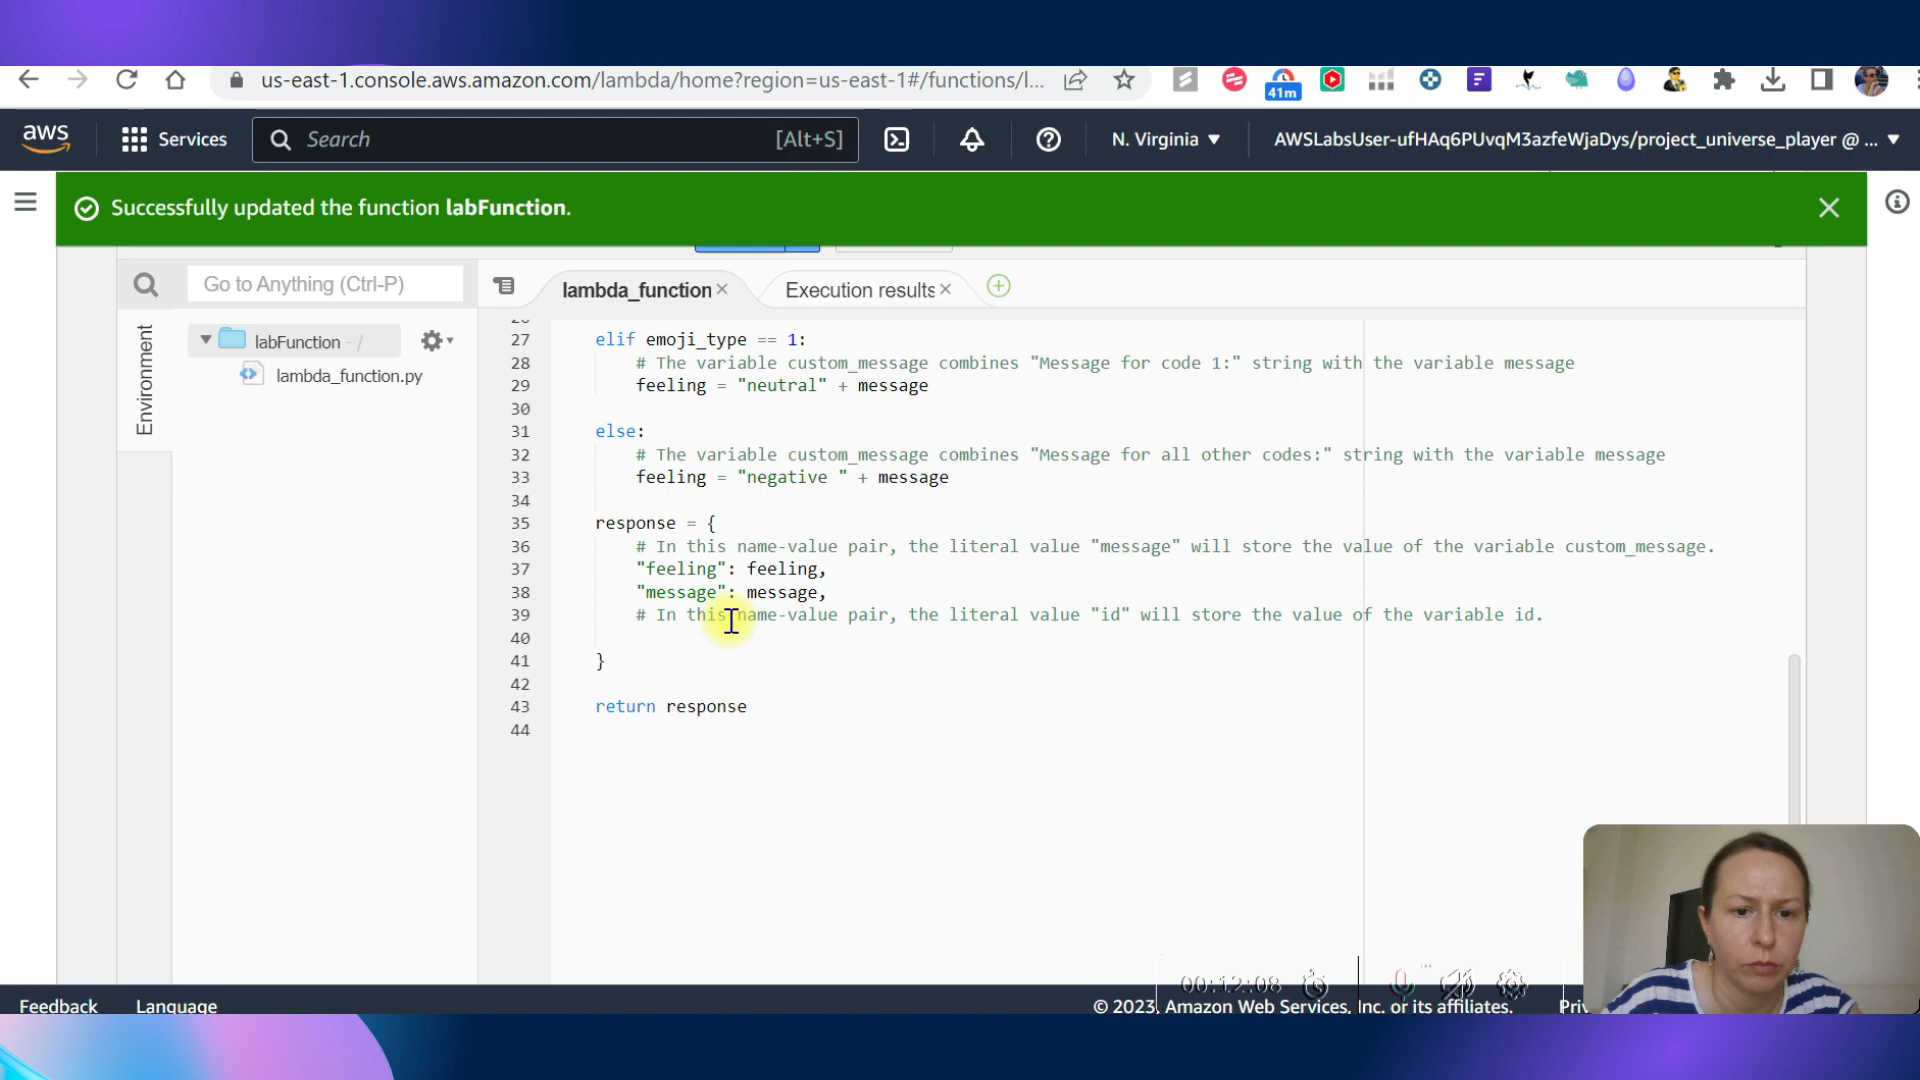 us-east-1.console.aws.amazon.com/lambda/home?region=us-east-1#/functions/l...
41m
aws
Services
Search
[Alt+S]
N. Virginia
AWSLabsUser-ufHAq6PUvqM3azfeWjaDys/project_universe_player @ ...
Successfully updated the function labFunction.
Go to Anything (Ctrl-P)
lambda_function
Execution results
Environment
labFunction - /
lambda_function.py
27 elif emoji_type == 1:
28 # The variable custom_message combines "Message for code 1:" string with the variable message
29 feeling = "neutral" + message
30
31 else:
32 # The variable custom_message combines "Message for all other codes:" string with the variable message
33 feeling = "negative " + message
34
35 response = {
36 # In this name-value pair, the literal value "message" will store the value of the variable custom_message.
37 "feeling": feeling,
38 "message": message,
39 # In this name-value pair, the literal value "id" will store the value of the variable id.
40
41 }
42
43 return response
44
00:12:08
Feedback
Language
© 2023, Amazon Web Services, Inc. or its affiliates.